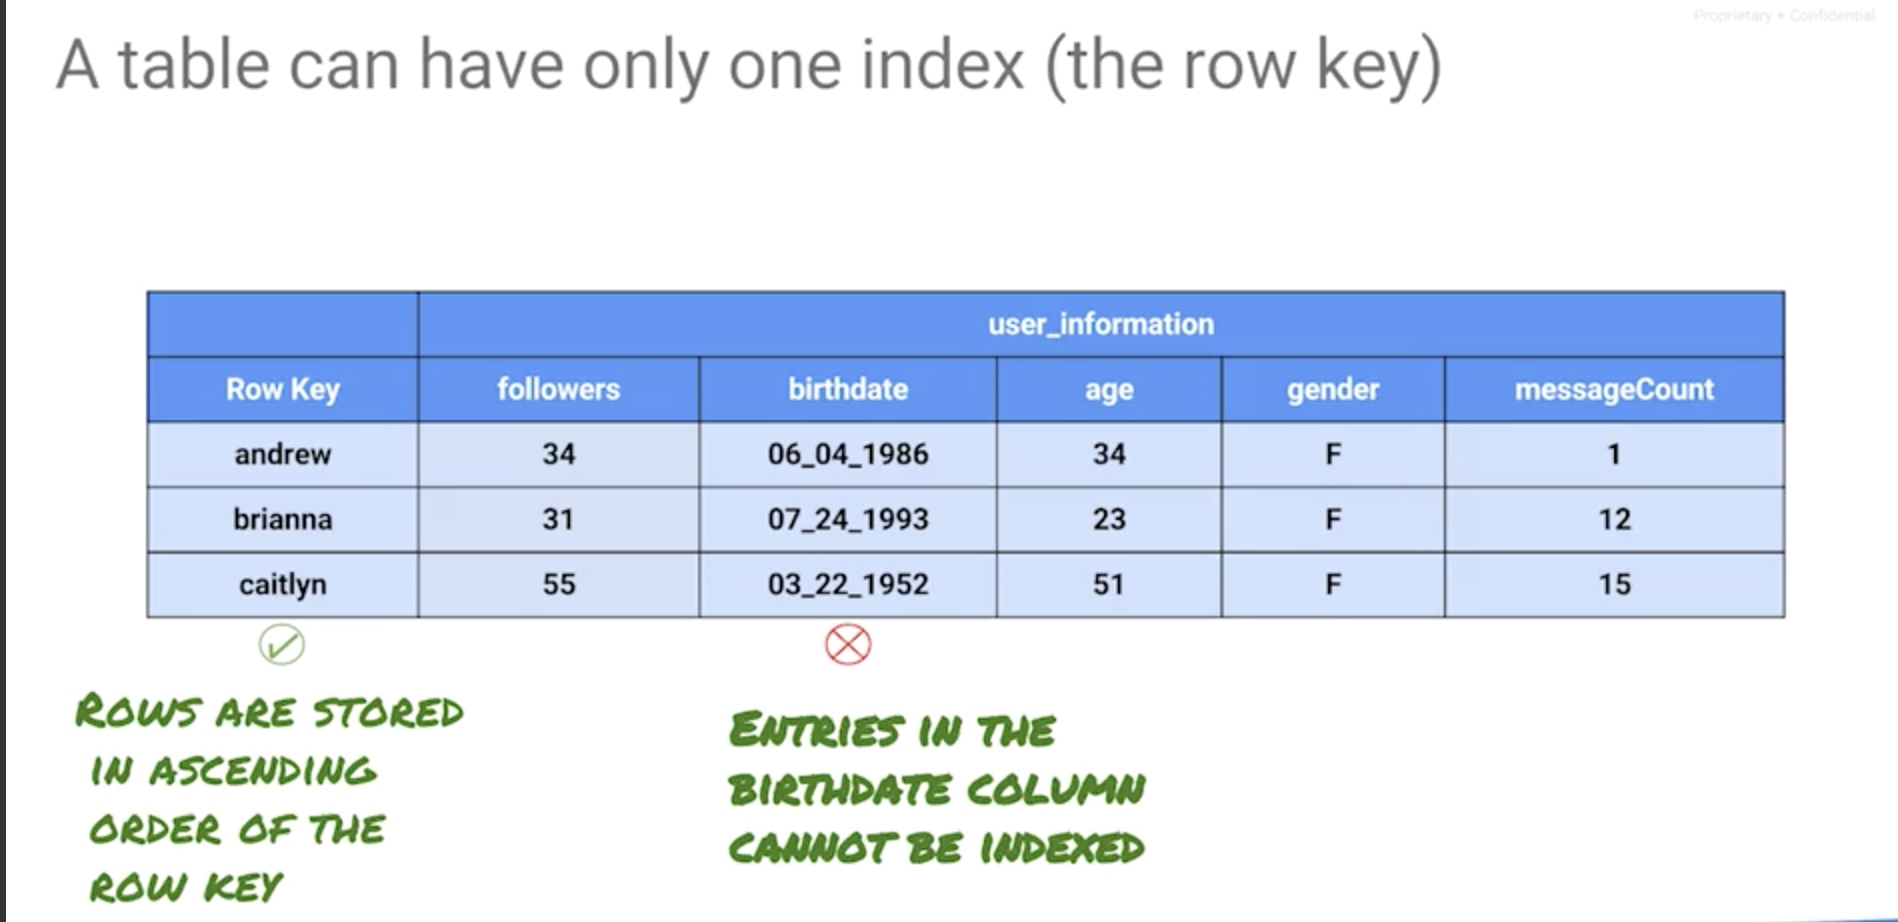 Proprietary + Confidential
A table can have only one index (the row key)
user_information
Row Key followers birthdate age gender messageCount
andrew 34 06_04_1986 34 F 1
brianna 31 07_24_1993 23 F 12
caitlyn 55 03_22_1952 51 F 15
ROWS ARE STORED
IN ASCENDING
ORDER OF THE
ROW KEY
ENTRIES IN THE
BIRTHDATE COLUMN
CANNOT BE INDEXED